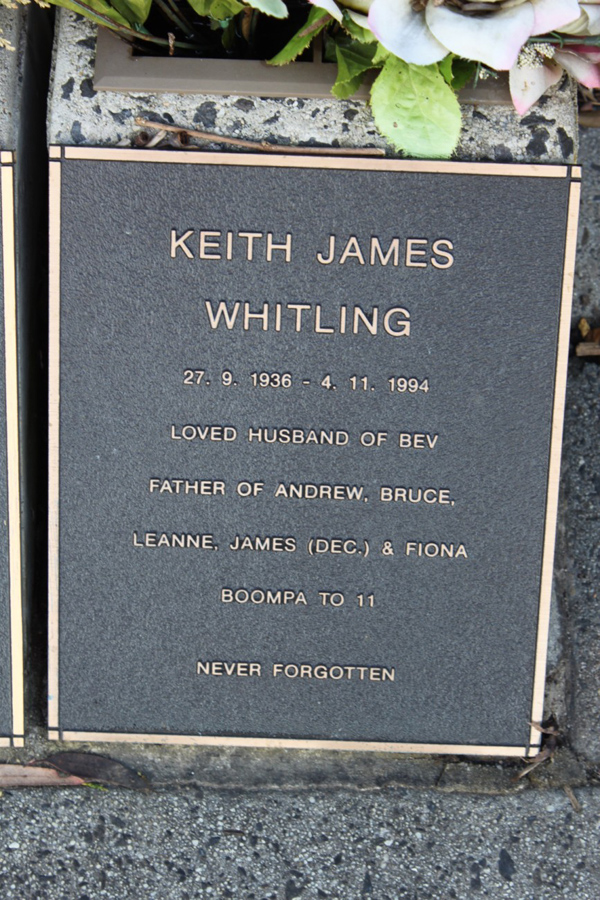 KEITH JAMES
WHITLING
27. 9. 1936 - 4. 11. 1994
LOVED HUSBAND OF BEV
FATHER OF ANDREW, BRUCE,
LEANNE, JAMES (DEC.) & FIONA
BOOMPA TO 11
NEVER FORGOTTEN